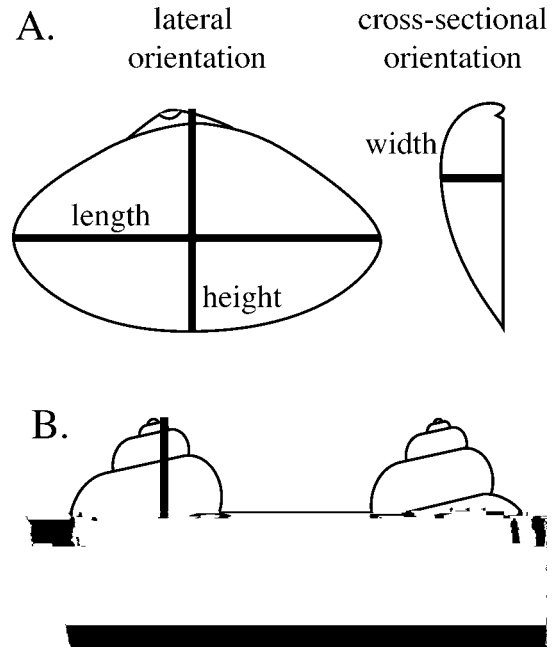 A.
lateral
orientation
cross-sectional
orientation
width
length
height
B.